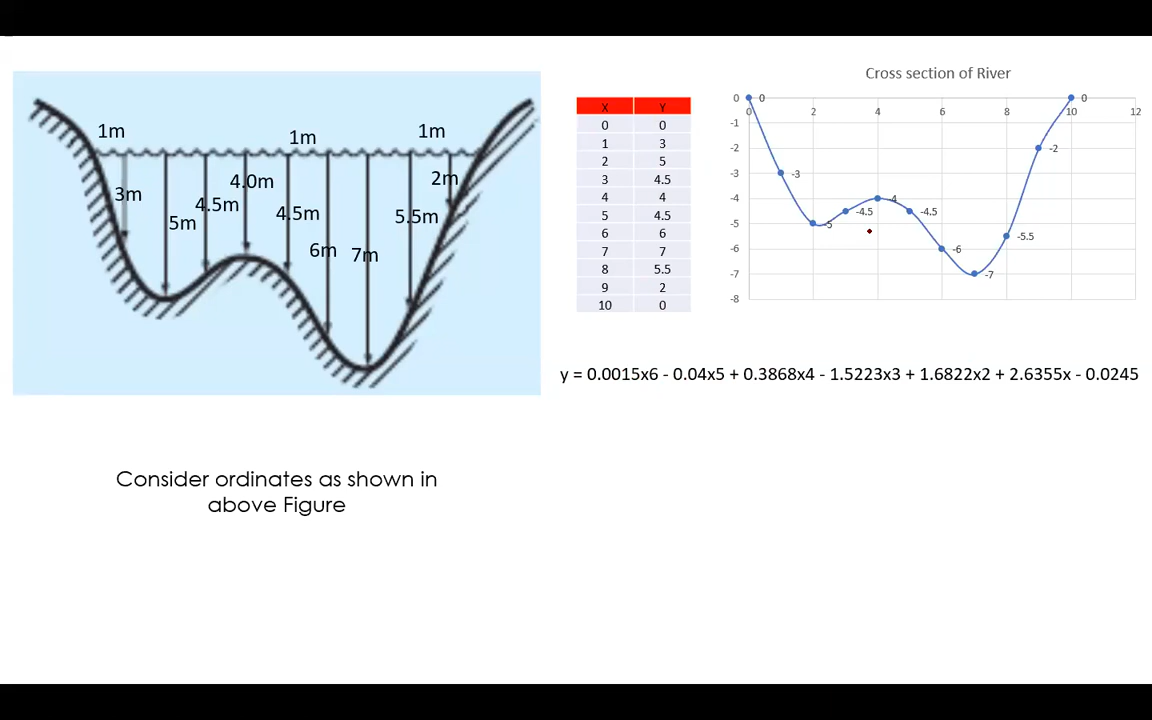 1m
1m
1m
3m
5m
4.5m
4.0m
4.5m
6m
7m
5.5m
2m
Consider ordinates as shown in
above Figure
X Y
0 0
1 3
2 5
3 4.5
4 4
5 4.5
6 6
7 7
8 5.5
9 2
10 0
Cross section of River
0
-1
-2
-3
-4
-5
-6
-7
-8
0 2 4 6 8 10 12
0
-3
-5
-4.5
-4
-4.5
-6
-7
-5.5
-2
0
y = 0.0015x6 - 0.04x5 + 0.3868x4 - 1.5223x3 + 1.6822x2 + 2.6355x - 0.0245